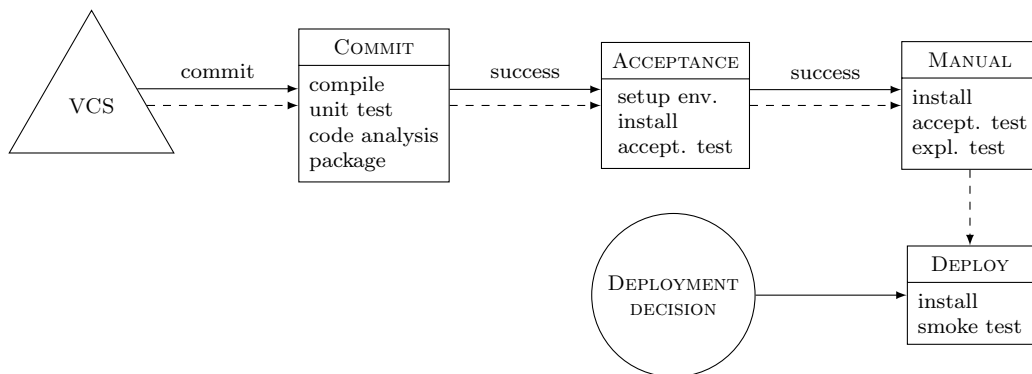 VCS
commit
COMMIT
compile
unit test
code analysis
package
success
ACCEPTANCE
setup env.
install
accept. test
success
MANUAL
install
accept. test
expl. test
DEPLOYMENT
DECISION
DEPLOY
install
smoke test